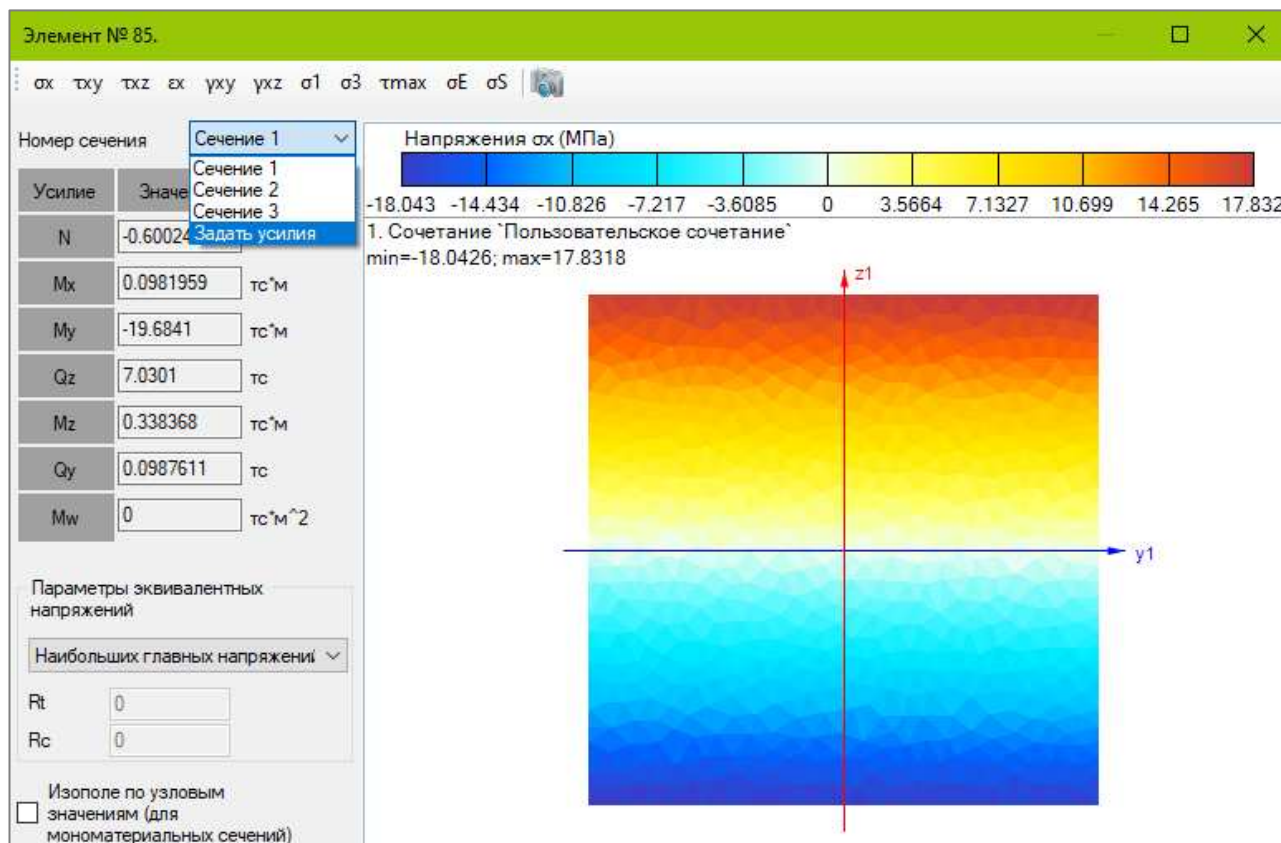 Элемент № 85.
σx τxy τxz εx γxy γxz σ1 σ3 τmax σE σS
Номер сечения Сечение 1
Сечение 1
Сечение 2
Сечение 3
Задать усилия
Усилие Значе
N -0.60024
Mx 0.0981959 тс*м
My -19.6841 тс*м
Qz 7.0301 тс
Mz 0.338368 тс*м
Qy 0.0987611 тс
Mw 0 тс*м^2
Параметры эквивалентных
напряжений
Наибольших главных напряжени
Rt 0
Rc 0
Изополе по узловым
значениям (для
мономатериальных сечений)
Напряжения σx (МПа)
-18.043 -14.434 -10.826 -7.217 -3.6085 0 3.5664 7.1327 10.699 14.265 17.832
1. Сочетание `Пользовательское сочетание`
min=-18.0426; max=17.8318
z1
y1